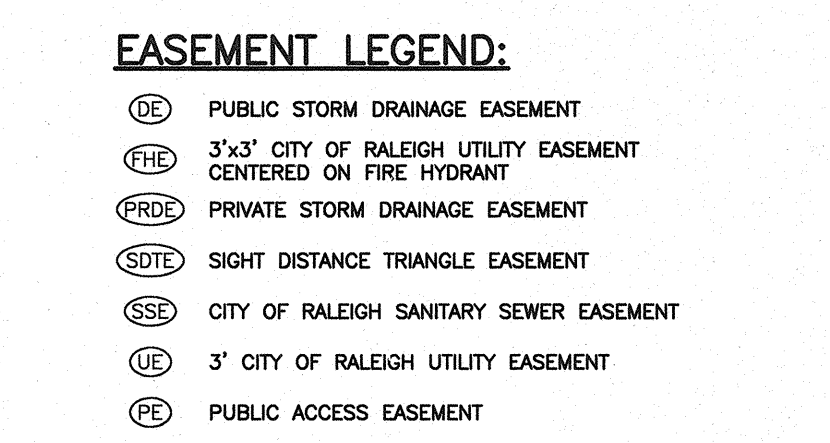 EASEMENT LEGEND:
DE PUBLIC STORM DRAINAGE EASEMENT
FHE 3'x3' CITY OF RALEIGH UTILITY EASEMENT
CENTERED ON FIRE HYDRANT
PRDE PRIVATE STORM DRAINAGE EASEMENT
SDTE SIGHT DISTANCE TRIANGLE EASEMENT
SSE CITY OF RALEIGH SANITARY SEWER EASEMENT
UE 3' CITY OF RALEIGH UTILITY EASEMENT
PE PUBLIC ACCESS EASEMENT